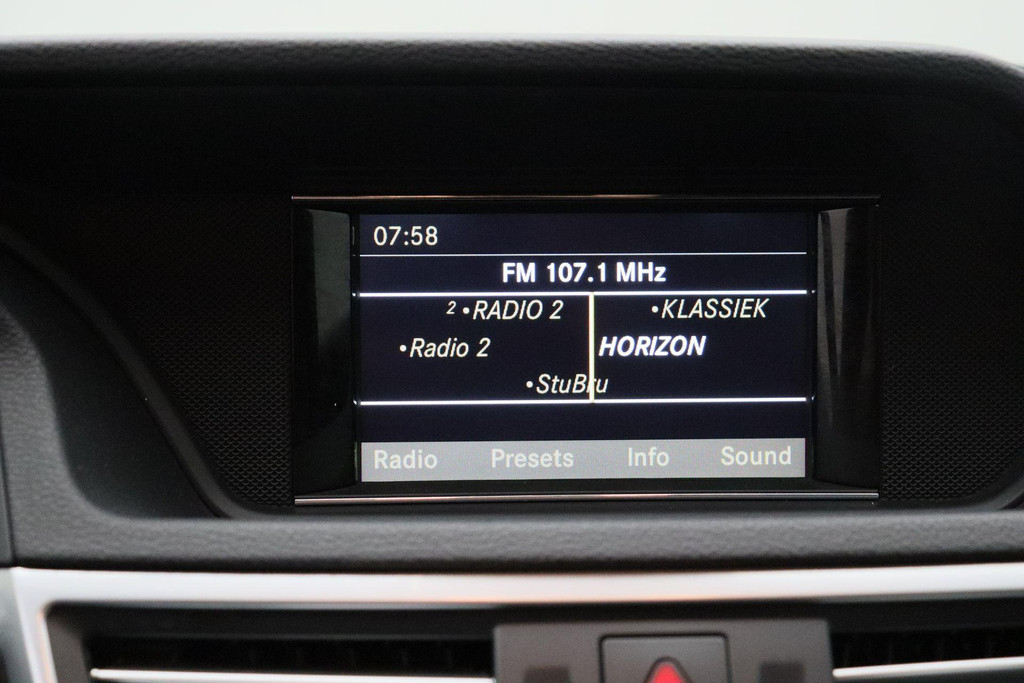 07:58
FM 107.1 MHz
2 •RADIO 2 •KLASSIEK
•Radio 2 HORIZON
•StuBru
Radio Presets Info Sound